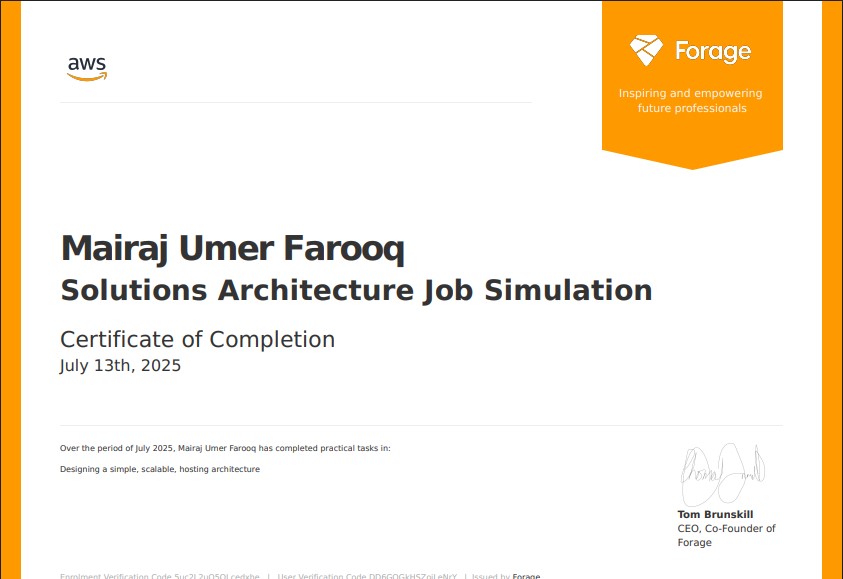 aws
Forage
Inspiring and empowering
future professionals
Mairaj Umer Farooq
Solutions Architecture Job Simulation
Certificate of Completion
July 13th, 2025
Over the period of July 2025, Mairaj Umer Farooq has completed practical tasks in:
Designing a simple, scalable, hosting architecture
Tom Brunskill
CEO, Co-Founder of
Forage
Enrolment Verification Code | User Verification Code | Issued by Forage